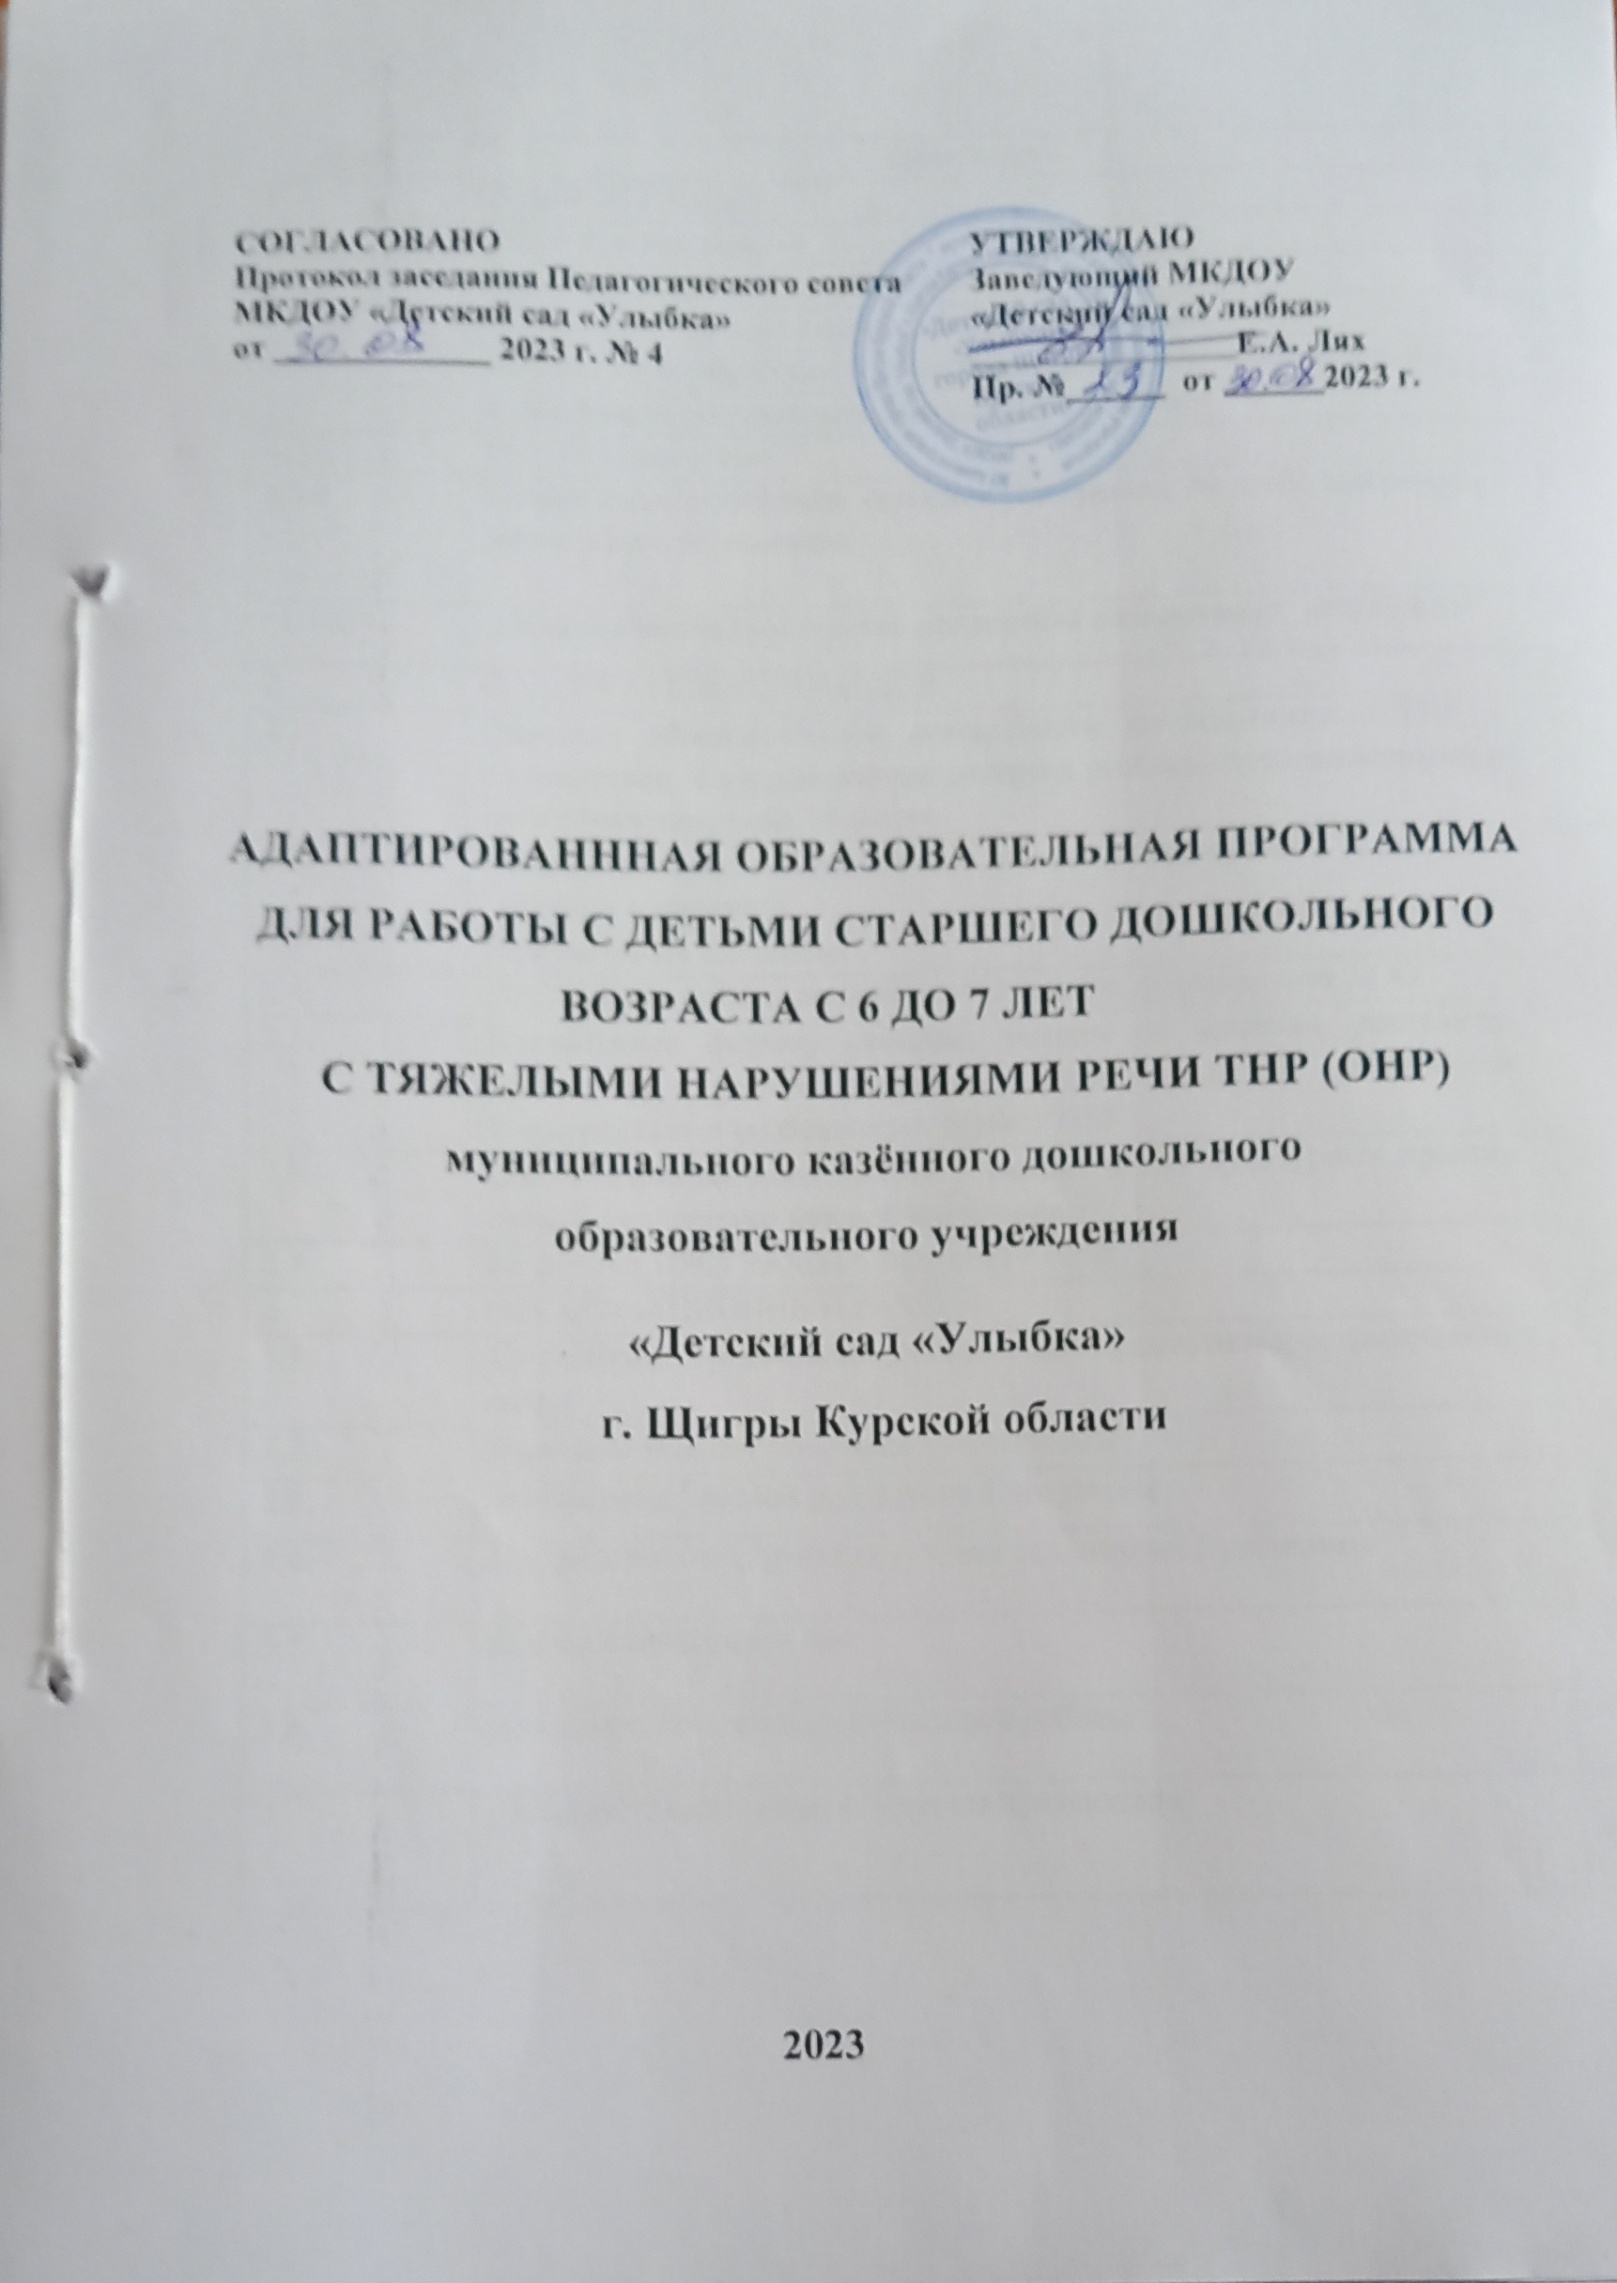 СОГЛАСОВАНО
Протокол заседания Педагогического совета
МКДОУ «Детский сад «Улыбка»
от 30.08 2023 г. № 4
УТВЕРЖДАЮ
Заведующий МКДОУ
«Детский сад «Улыбка»
Е.А. Лях
Пр. № от 30.08 2023 г.
области
АДАПТИРОВАНННАЯ ОБРАЗОВАТЕЛЬНАЯ ПРОГРАММА
ДЛЯ РАБОТЫ С ДЕТЬМИ СТАРШЕГО ДОШКОЛЬНОГО
ВОЗРАСТА С 6 ДО 7 ЛЕТ
С ТЯЖЕЛЫМИ НАРУШЕНИЯМИ РЕЧИ ТНР (ОНР)
муниципального казённого дошкольного
образовательного учреждения
«Детский сад «Улыбка»
г. Щигры Курской области
2023